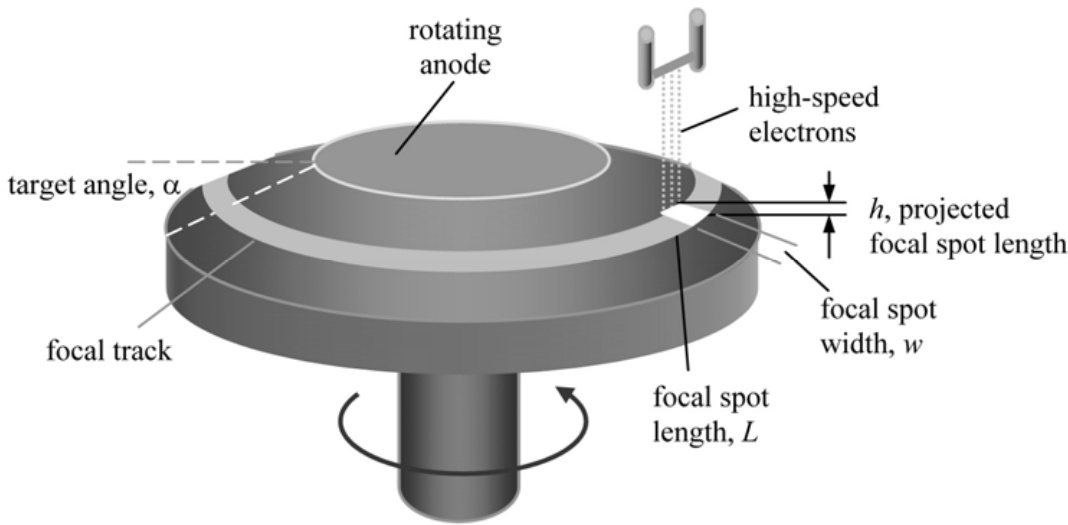 rotating
anode
high-speed
electrons
target angle, α
h, projected
focal spot length
focal spot
width, w
focal track
focal spot
length, L